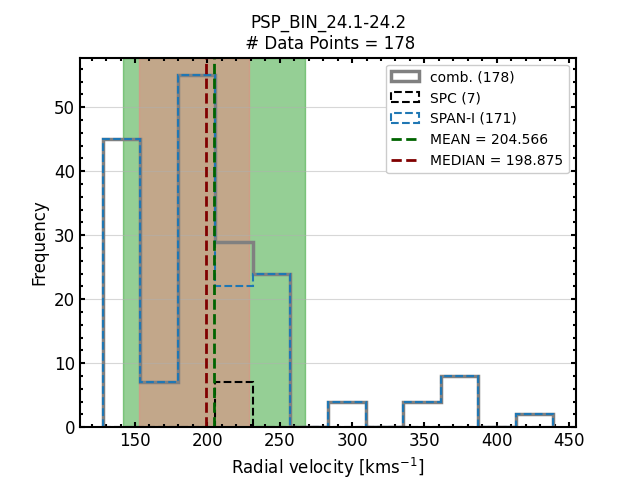 PSP_BIN_24.1-24.2
# Data Points = 178
comb. (178)
SPC (7)
SPAN-I (171)
MEAN = 204.566
MEDIAN = 198.875
Frequency
50
40
30
20
10
0
150 200 250 300 350 400 450
Radial velocity [kms⁻¹]